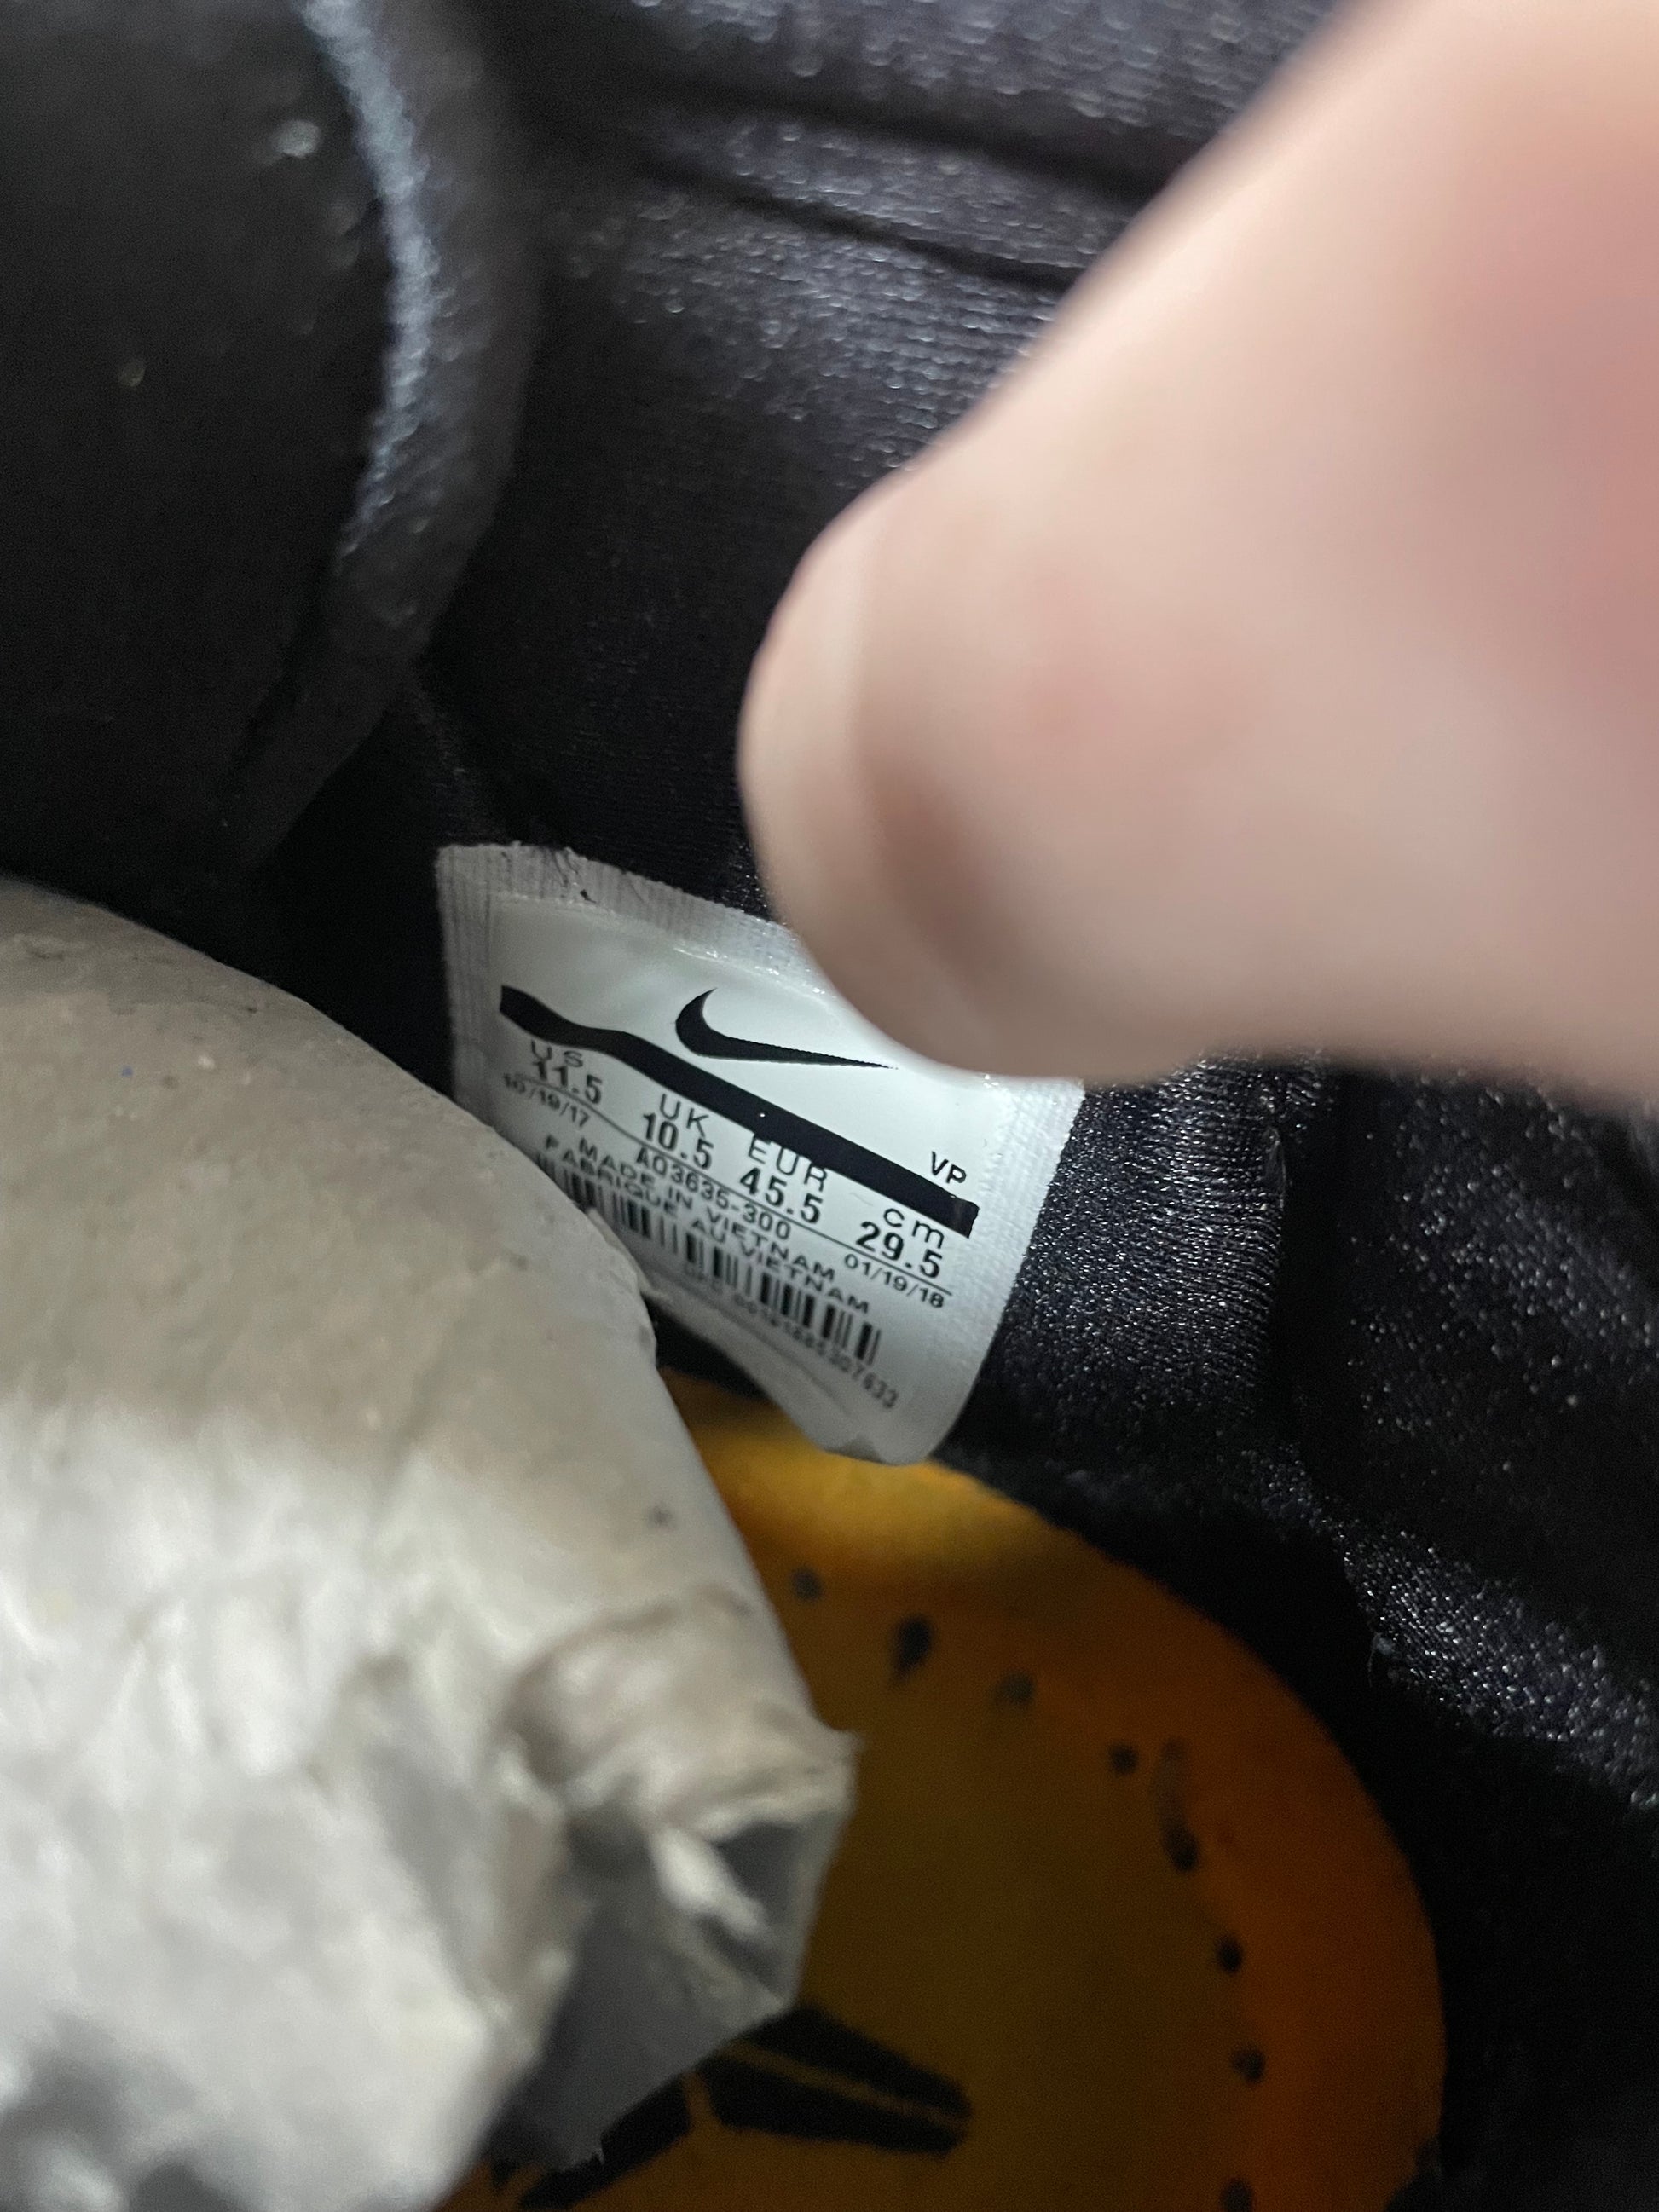 VP
US UK EUR cm
11.5 10.5 45.5 29.5
10/19/17 AO3635-300 01/19/18
MADE IN VIETNAM
FABRIQUE AU VIETNAM